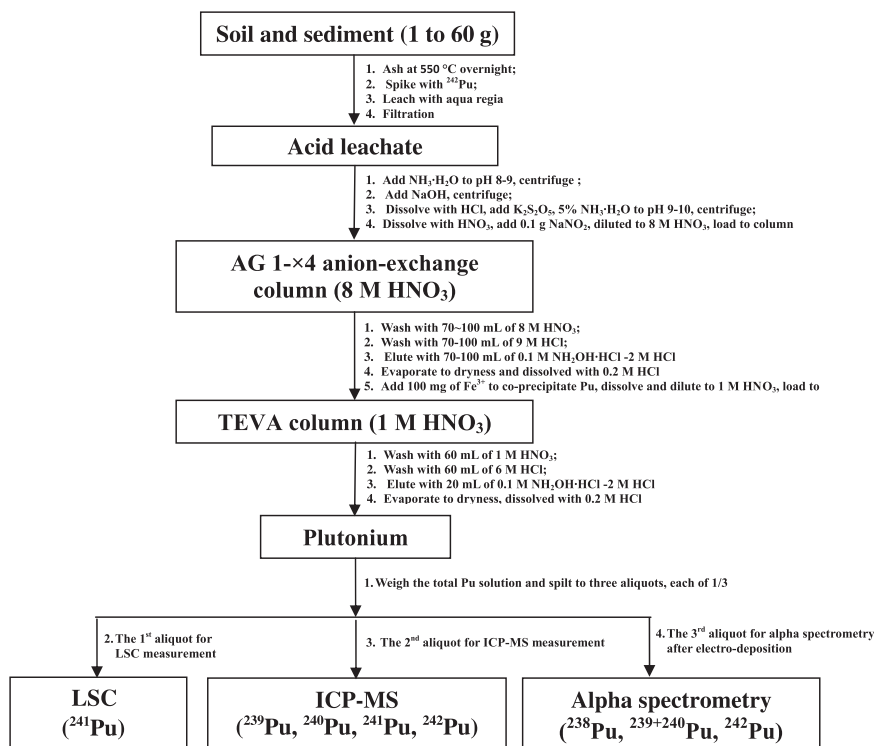 Soil and sediment (1 to 60 g)
1. Ash at 550 °C overnight;
2. Spike with ²⁴²Pu;
3. Leach with aqua regia
4. Filtration
Acid leachate
1. Add NH₃·H₂O to pH 8-9, centrifuge ;
2. Add NaOH, centrifuge;
3. Dissolve with HCl, add K₂S₂O₅, 5% NH₃·H₂O to pH 9-10, centrifuge;
4. Dissolve with HNO₃, add 0.1 g NaNO₂, diluted to 8 M HNO₃, load to column
AG 1-×4 anion-exchange
column (8 M HNO₃)
1. Wash with 70~100 mL of 8 M HNO₃;
2. Wash with 70-100 mL of 9 M HCl;
3. Elute with 70-100 mL of 0.1 M NH₂OH·HCl -2 M HCl
4. Evaporate to dryness and dissolved with 0.2 M HCl
5. Add 100 mg of Fe³⁺ to co-precipitate Pu, dissolve and dilute to 1 M HNO₃, load to
TEVA column (1 M HNO₃)
1. Wash with 60 mL of 1 M HNO₃;
2. Wash with 60 mL of 6 M HCl;
3. Elute with 20 mL of 0.1 M NH₂OH·HCl -2 M HCl
4. Evaporate to dryness, dissolved with 0.2 M HCl
Plutonium
1. Weigh the total Pu solution and spilt to three aliquots, each of 1/3
2. The 1ˢᵗ aliquot for
LSC measurement
3. The 2ⁿᵈ aliquot for ICP-MS measurement
4. The 3ʳᵈ aliquot for alpha spectrometry
after electro-deposition
LSC
(²⁴¹Pu)
ICP-MS
(²³⁹Pu, ²⁴⁰Pu, ²⁴¹Pu, ²⁴²Pu)
Alpha spectrometry
(²³⁸Pu, ²³⁹⁺²⁴⁰Pu, ²⁴²Pu)